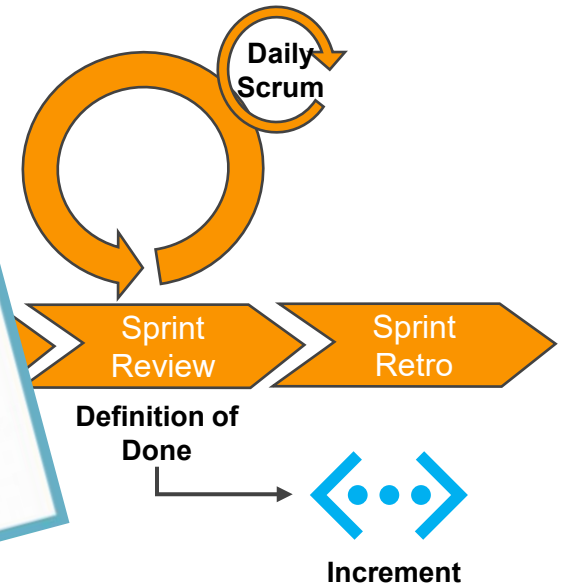 Daily
Scrum
Sprint
Review
Sprint
Retro
Definition of
Done
Increment